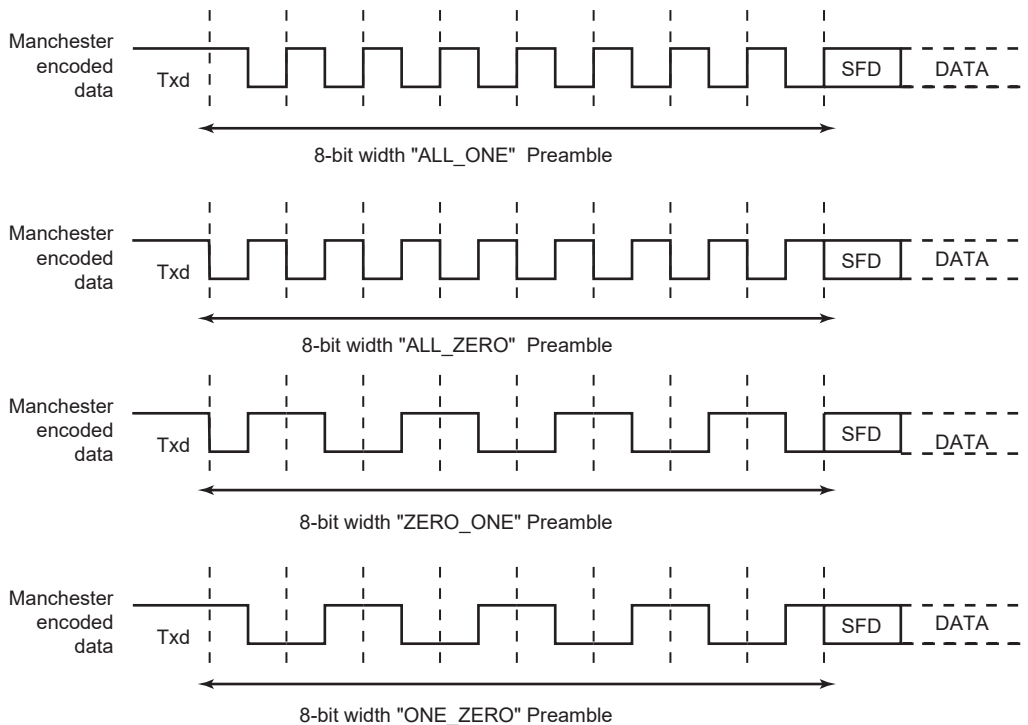 Manchester
encoded
data
Txd
SFD
DATA
8-bit width "ALL_ONE" Preamble
Manchester
encoded
data
Txd
SFD
DATA
8-bit width "ALL_ZERO" Preamble
Manchester
encoded
data
Txd
SFD
DATA
8-bit width "ZERO_ONE" Preamble
Manchester
encoded
data
Txd
SFD
DATA
8-bit width "ONE_ZERO" Preamble